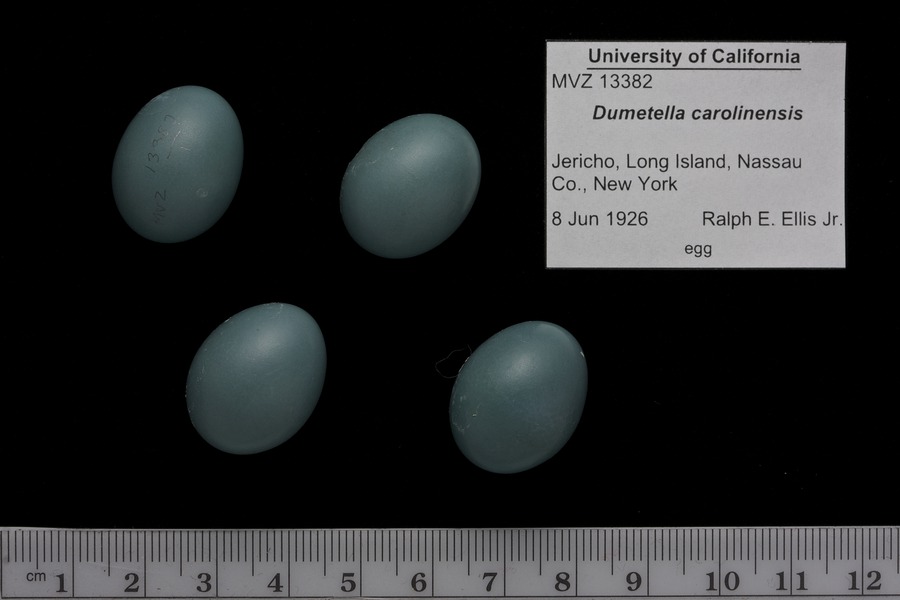 University of California
MVZ 13382
Dumetella carolinensis
Jericho, Long Island, Nassau
Co., New York
8 Jun 1926 Ralph E. Ellis Jr.
egg
MVZ
cm 1 2 3 4 5 6 7 8 9 10 11 12